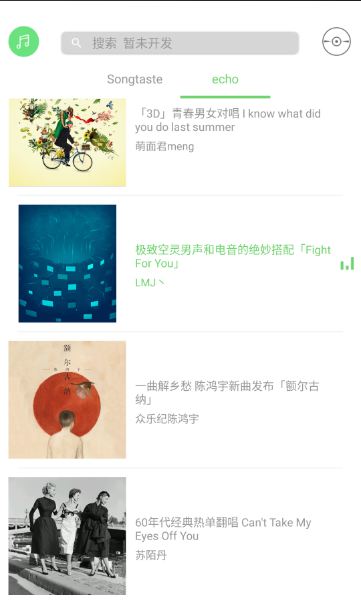 搜索 暂未开发
Songtaste
echo
「3D」青春男女对唱 I know what did
you do last summer
萌面君meng
极致空灵男声和电音的绝妙搭配「Fight
For You」
LMJ丶
额
尔
古
纳
一曲解乡愁 陈鸿宇新曲发布「额尔古
纳」
众乐纪陈鸿宇
60年代经典热单翻唱 Can't Take My
Eyes Off You
苏陌丹